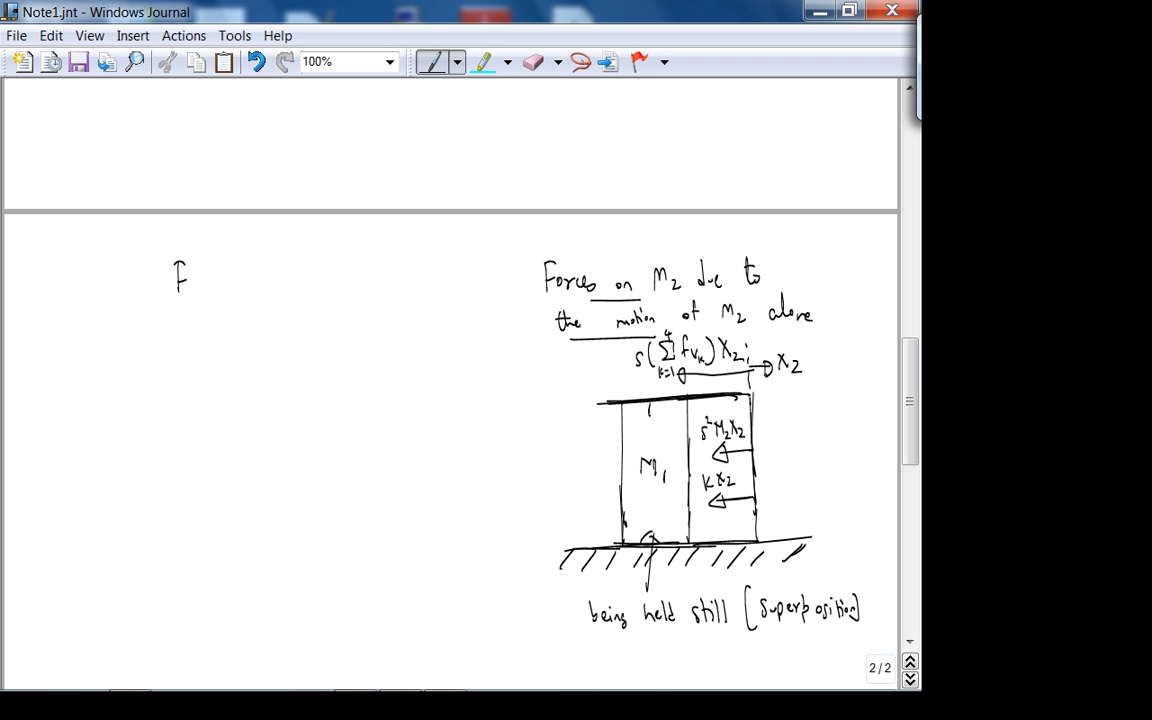 Note1.jnt - Windows Journal
File Edit View Insert Actions Tools Help
100%
F
Forces on M₂ due to
the motion of M₂ alone
s(∑ₖ₌₁⁴ fᵥₖ)X₂;
X₂
s²M₂X₂
M₁
KX₂
being held still [superposition]
2 / 2